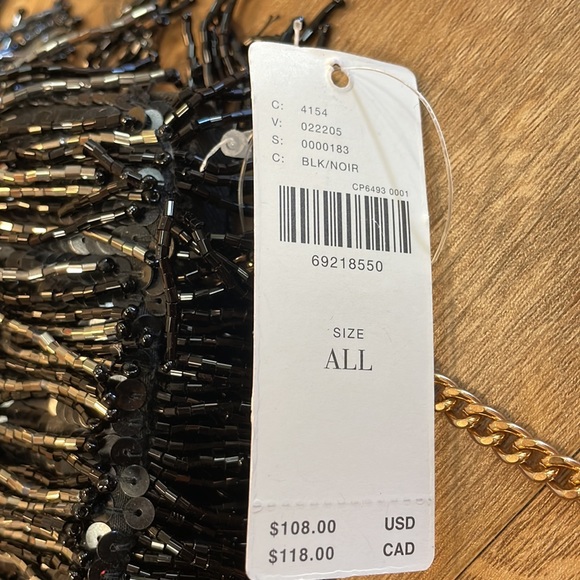 C: 4154
V: 022205
S: 0000183
C: BLK/NOIR
CP6493 0001
69218550
SIZE
ALL
$108.00 USD
$118.00 CAD